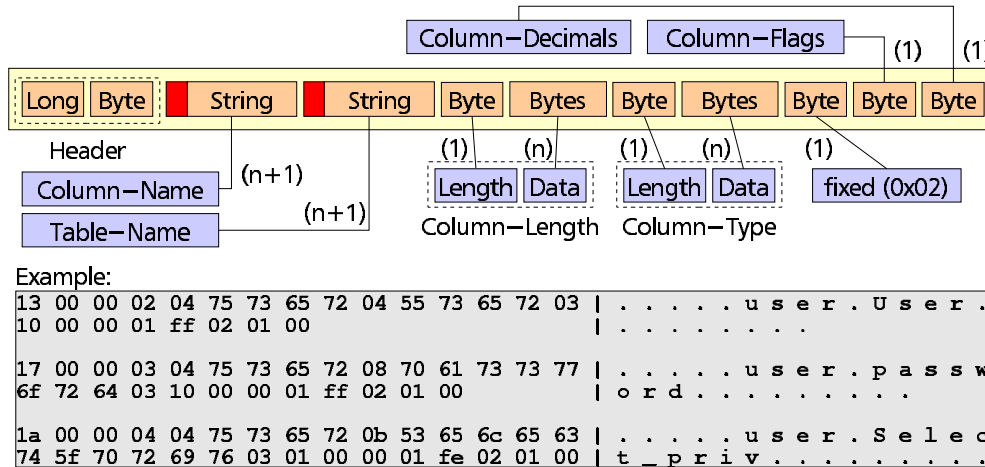 Column−Decimals
Column−Flags
(1)
(1)
Long Byte String String Byte Bytes Byte Bytes Byte Byte Byte
Header
(n+1)
(1)
(n)
(1)
(n)
(1)
Column−Name
Length Data
Length Data
fixed (0x02)
(n+1)
Table−Name
Column−Length
Column−Type
Example:
13 00 00 02 04 75 73 65 72 04 55 73 65 72 03 | . . . . . u s e r . U s e r .
10 00 00 01 ff 02 01 00 | . . . . . . . .
17 00 00 03 04 75 73 65 72 08 70 61 73 73 77 | . . . . . u s e r . p a s s w
6f 72 64 03 10 00 00 01 ff 02 01 00 | o r d . . . . . . . . .
1a 00 00 04 04 75 73 65 72 0b 53 65 6c 65 63 | . . . . . u s e r . S e l e c
74 5f 70 72 69 76 03 01 00 00 01 fe 02 01 00 | t _ p r i v . . . . . . . . .